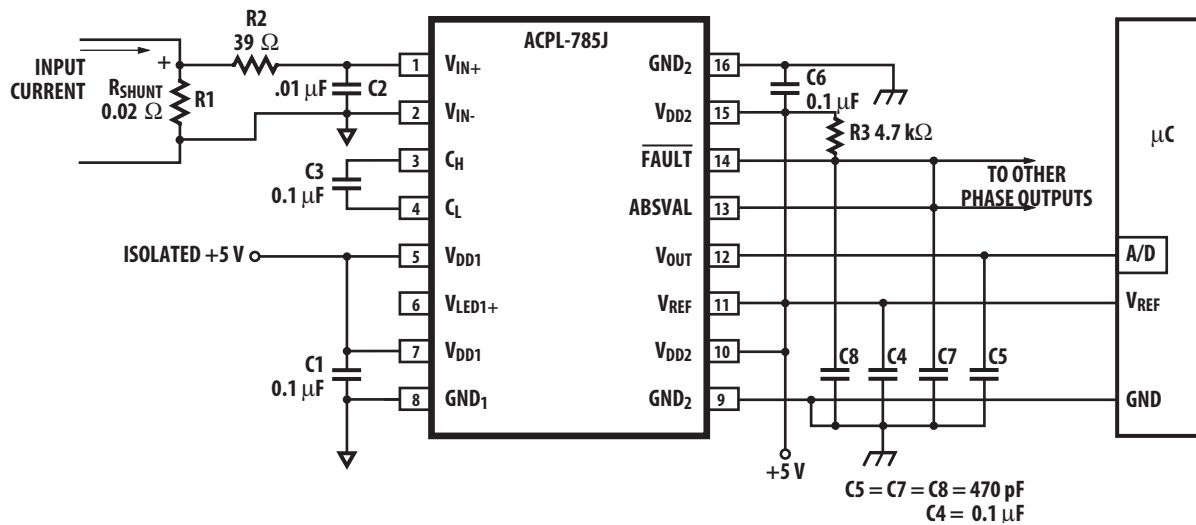 R2
39 Ω
INPUT
CURRENT
+
RSHUNT
0.02 Ω
R1
.01 μF
C2
C3
0.1 μF
ISOLATED +5 V
C1
0.1 μF
ACPL-785J
1 VIN+
2 VIN-
3 CH
4 CL
5 VDD1
6 VLED1+
7 VDD1
8 GND1
GND2 16
VDD2 15
FAULT 14
ABSVAL 13
VOUT 12
VREF 11
VDD2 10
GND2 9
C6
0.1 μF
R3 4.7 kΩ
TO OTHER
PHASE OUTPUTS
C8
C4
C7
C5
+5 V
C5 = C7 = C8 = 470 pF
C4 = 0.1 μF
μC
A/D
VREF
GND